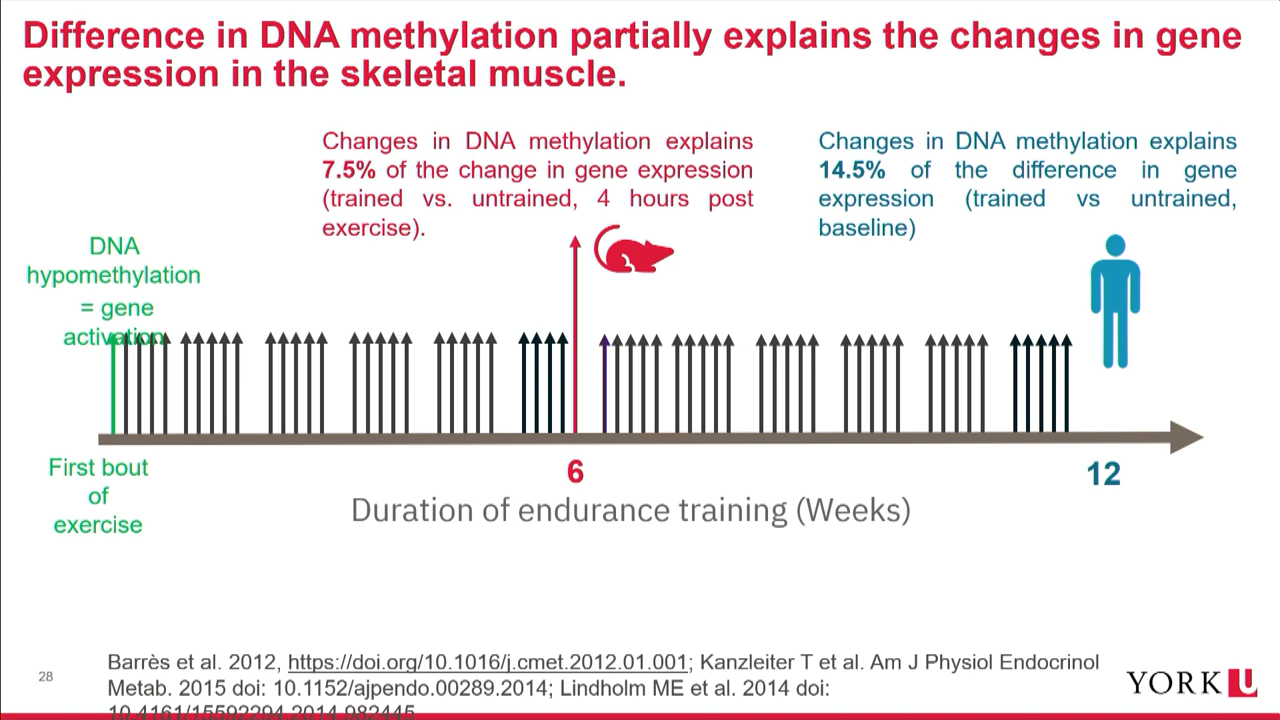 Difference in DNA methylation partially explains the changes in gene
expression in the skeletal muscle.
Changes in DNA methylation explains
7.5% of the change in gene expression
(trained vs. untrained, 4 hours post
exercise).
Changes in DNA methylation explains
14.5% of the difference in gene
expression (trained vs untrained,
baseline)
DNA
hypomethylation
= gene
activation
First bout
of
exercise
6
12
Duration of endurance training (Weeks)
28
Barrès et al. 2012, https://doi.org/10.1016/j.cmet.2012.01.001; Kanzleiter T et al. Am J Physiol Endocrinol
Metab. 2015 doi: 10.1152/ajpendo.00289.2014; Lindholm ME et al. 2014 doi:
10.4161/15592294.2014.982445
YORK U